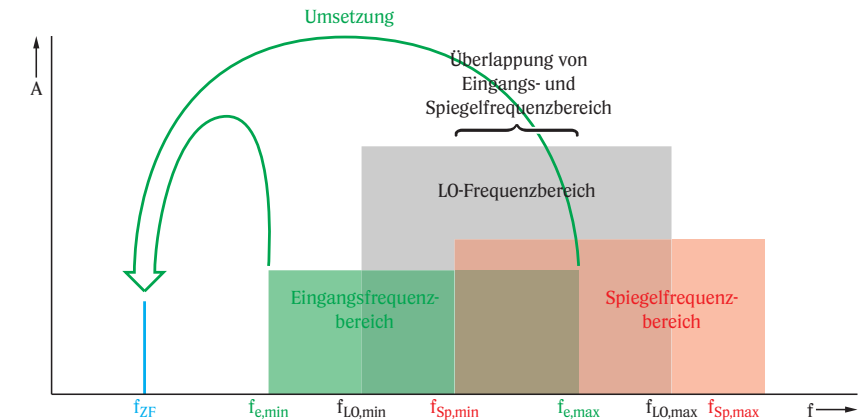 Umsetzung
A
Überlappung von
Eingangs- und
Spiegelfrequenzbereich
LO-Frequenzbereich
Eingangsfrequenz-
bereich
Spiegelfrequenz-
bereich
fZF fe,min fLO,min fSp,min fe,max fLO,max fSp,max f